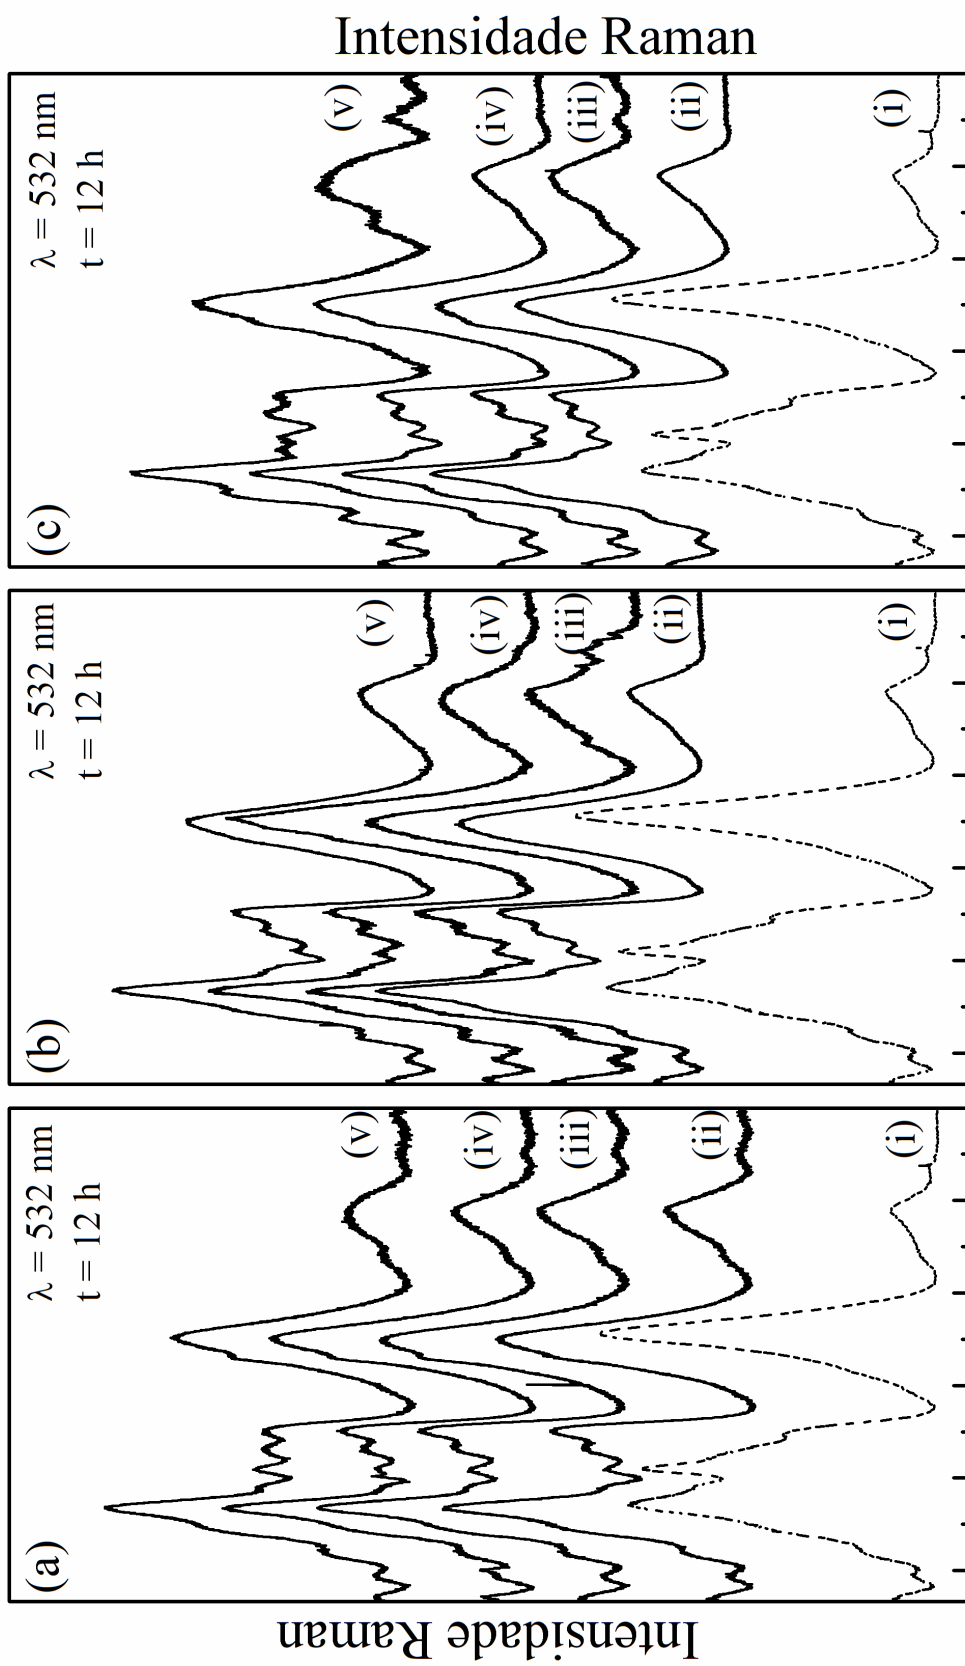 Intensidade Raman
(a)
λ = 532 nm
t = 12 h
(v)
(iv)
(iii)
(ii)
(i)
(b)
λ = 532 nm
t = 12 h
(v)
(iv)
(iii)
(ii)
(i)
(c)
λ = 532 nm
t = 12 h
(v)
(iv)
(iii)
(ii)
(i)
Intensidade Raman